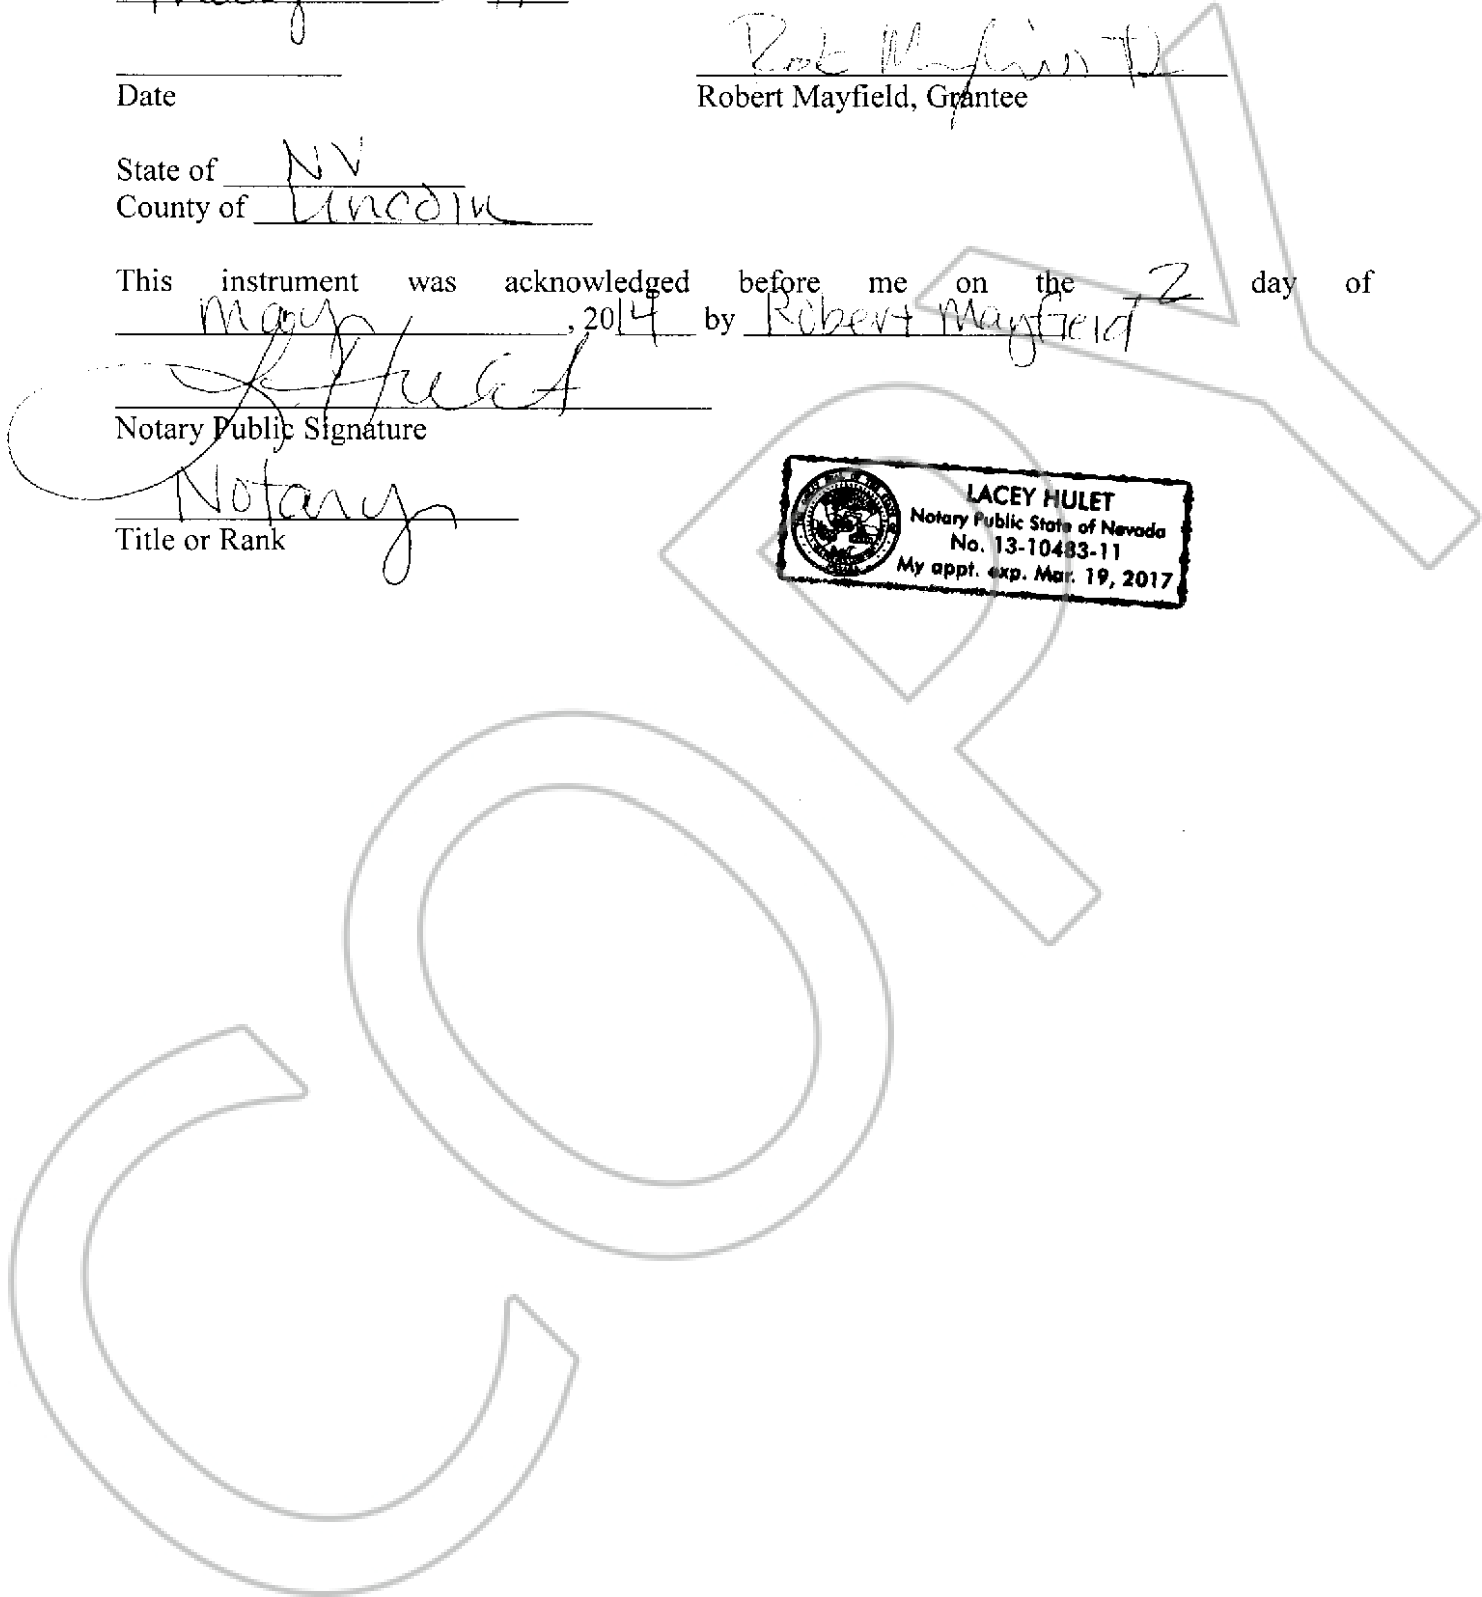 Date
Robert Mayfield, Grantee
State of NV
County of Lincoln
This instrument was acknowledged before me on the 2 day of
May, 2014 by Robert Mayfield
L Hulet
Notary Public Signature
Notary
Title or Rank
LACEY HULET
Notary Public State of Nevada
No. 13-10483-11
My appt. exp. Mar. 19, 2017
COPY